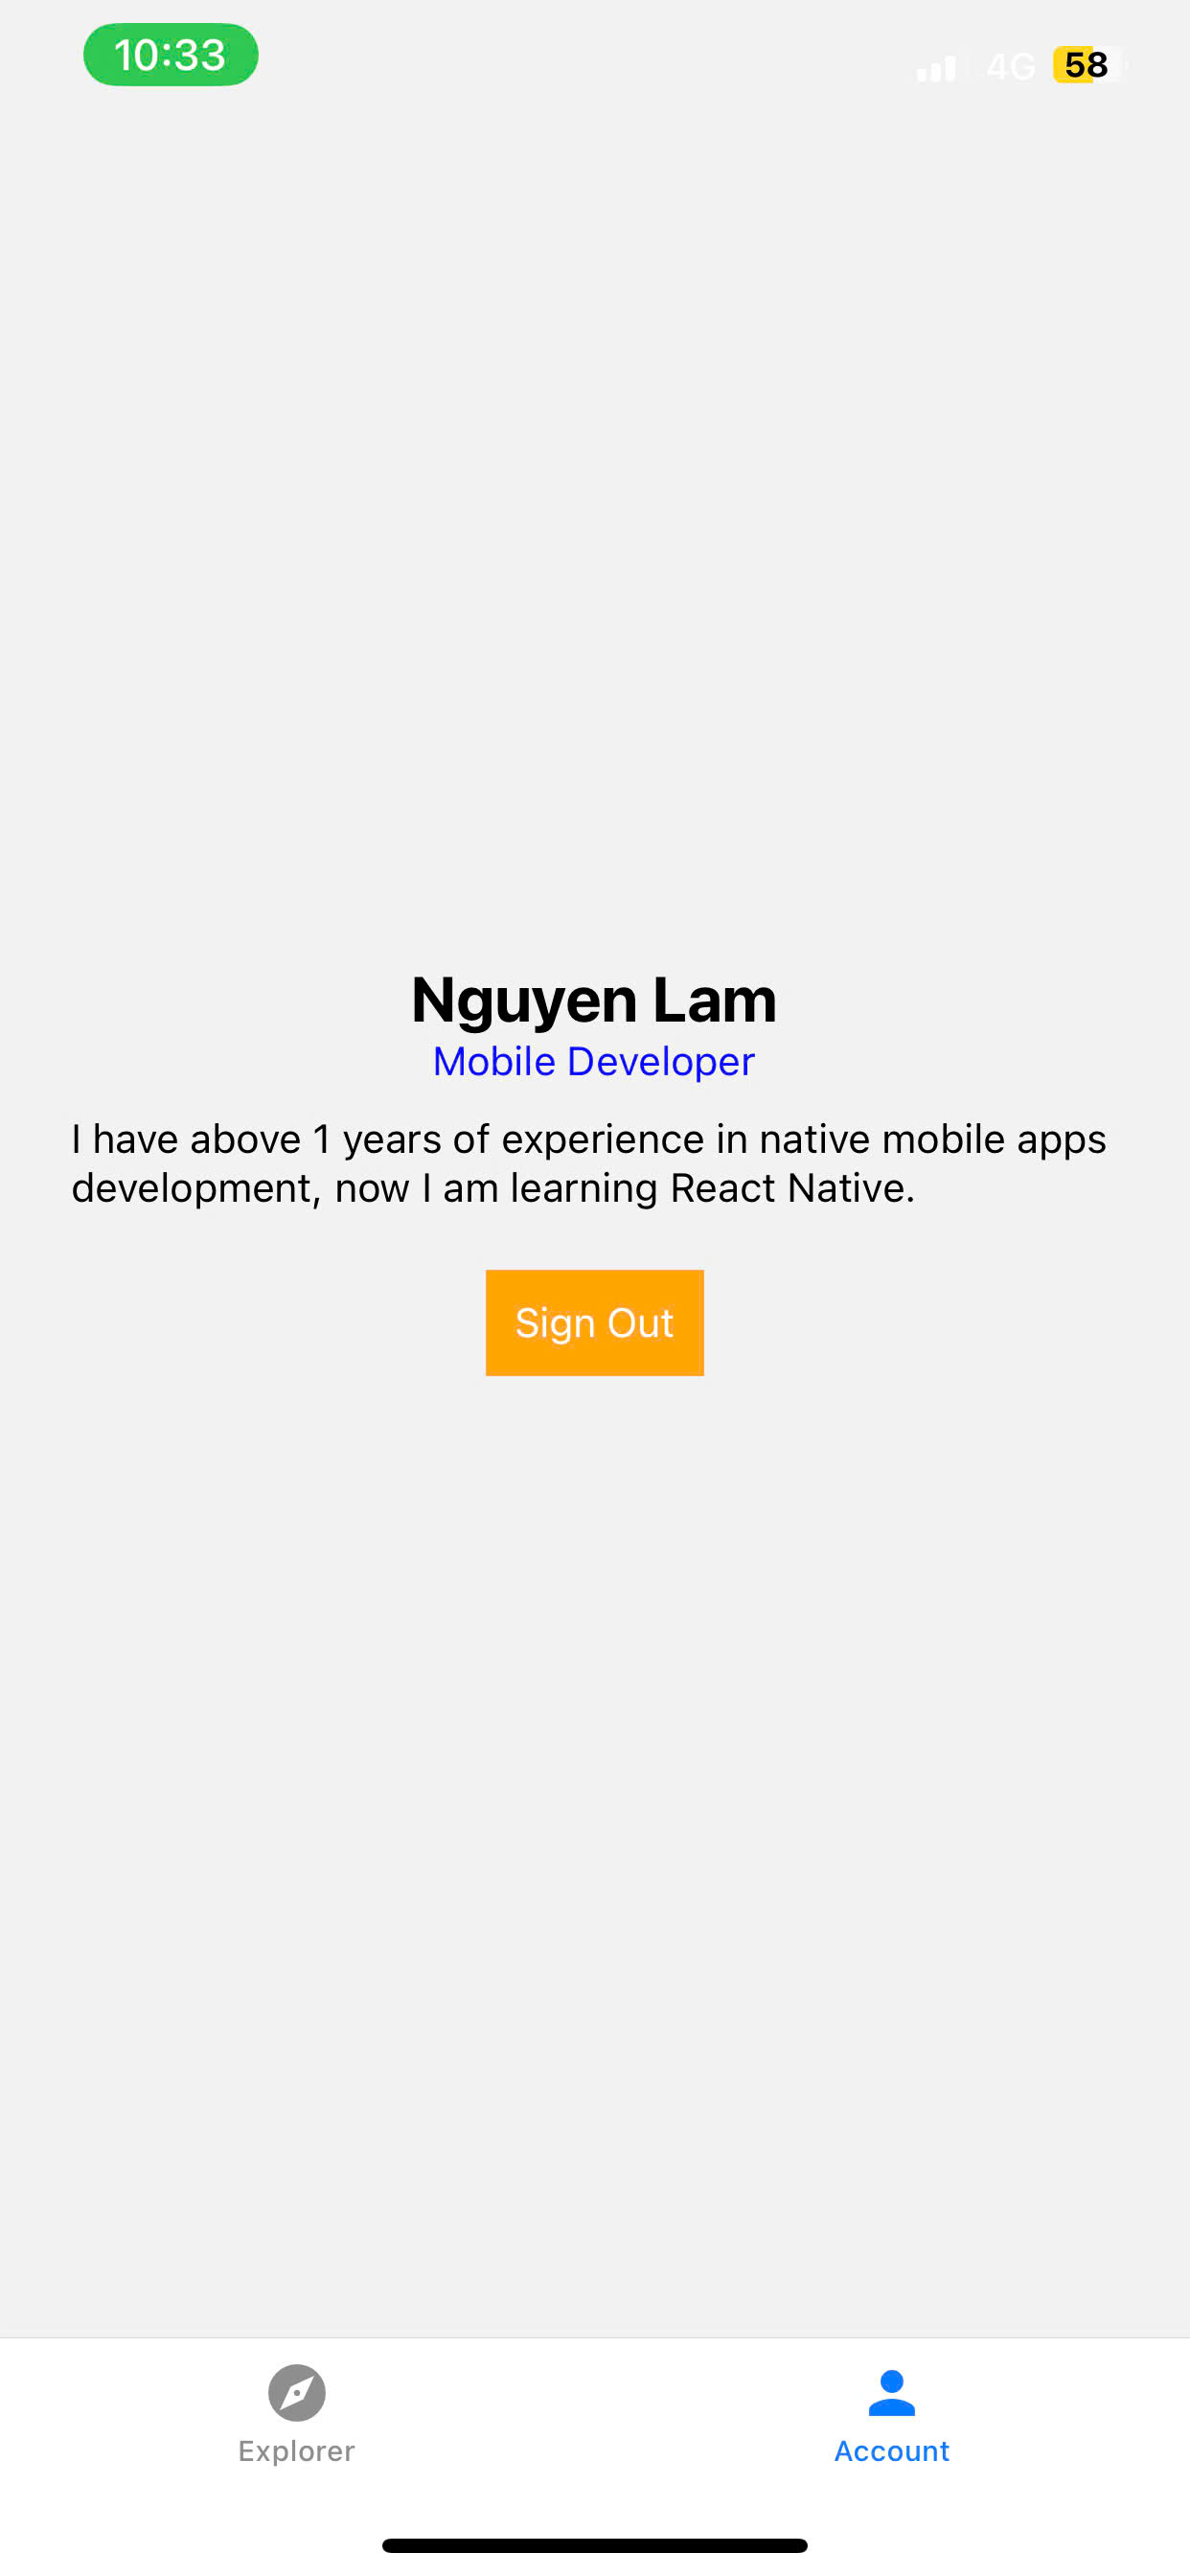 10:33
4G 58
Nguyen Lam
Mobile Developer
I have above 1 years of experience in native mobile apps
development, now I am learning React Native.
Sign Out
Explorer
Account